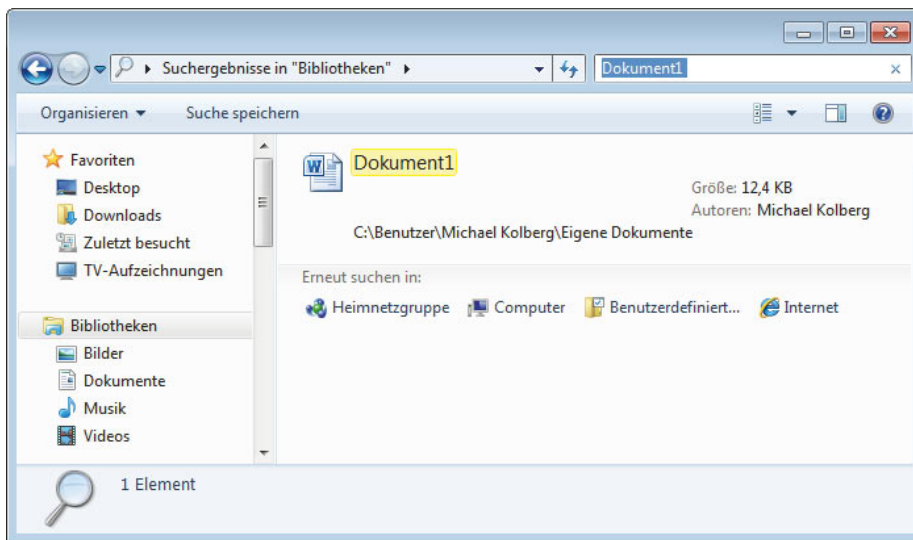 Suchergebnisse in "Bibliotheken"
Dokument1
Organisieren
Suche speichern
Favoriten
Desktop
Downloads
Zuletzt besucht
TV-Aufzeichnungen
Bibliotheken
Bilder
Dokumente
Musik
Videos
Dokument1
Größe: 12,4 KB
Autoren: Michael Kolberg
C:\Benutzer\Michael Kolberg\Eigene Dokumente
Erneut suchen in:
Heimnetzgruppe Computer Benutzerdefiniert... Internet
1 Element